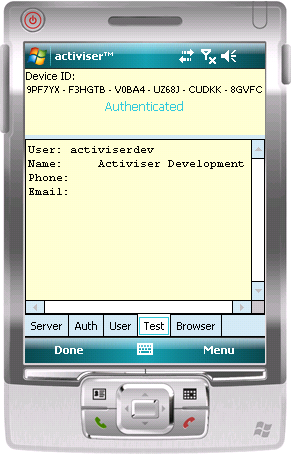 activiser™
Device ID:
9PF7YX - F3HGTB - V0BA4 - UZ68J - CUDKK - 8GVFC
Authenticated
User: activiserdev
Name:     Activiser Development
Phone:
Email:
Server Auth User Test Browser
Done Menu